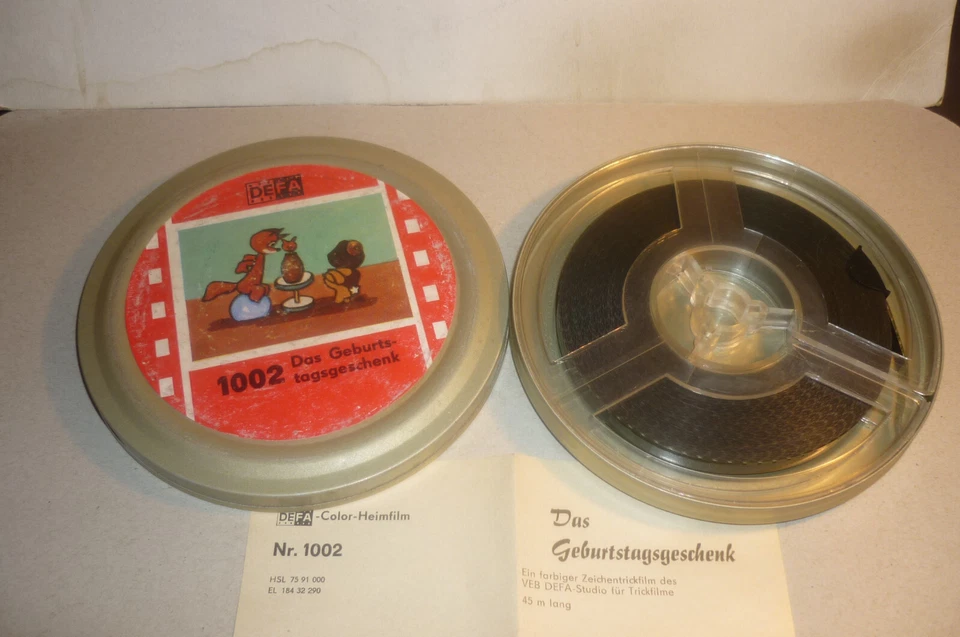 DEFA
1002 Das Geburts-
tagsgeschenk
DEFA-Color-Heimfilm
Nr. 1002
HSL 75 91 000
EL 184 32 290
Das
Geburtstagsgeschenk
Ein farbiger Zeichentrickfilm des
VEB DEFA-Studio für Trickfilme
45 m lang